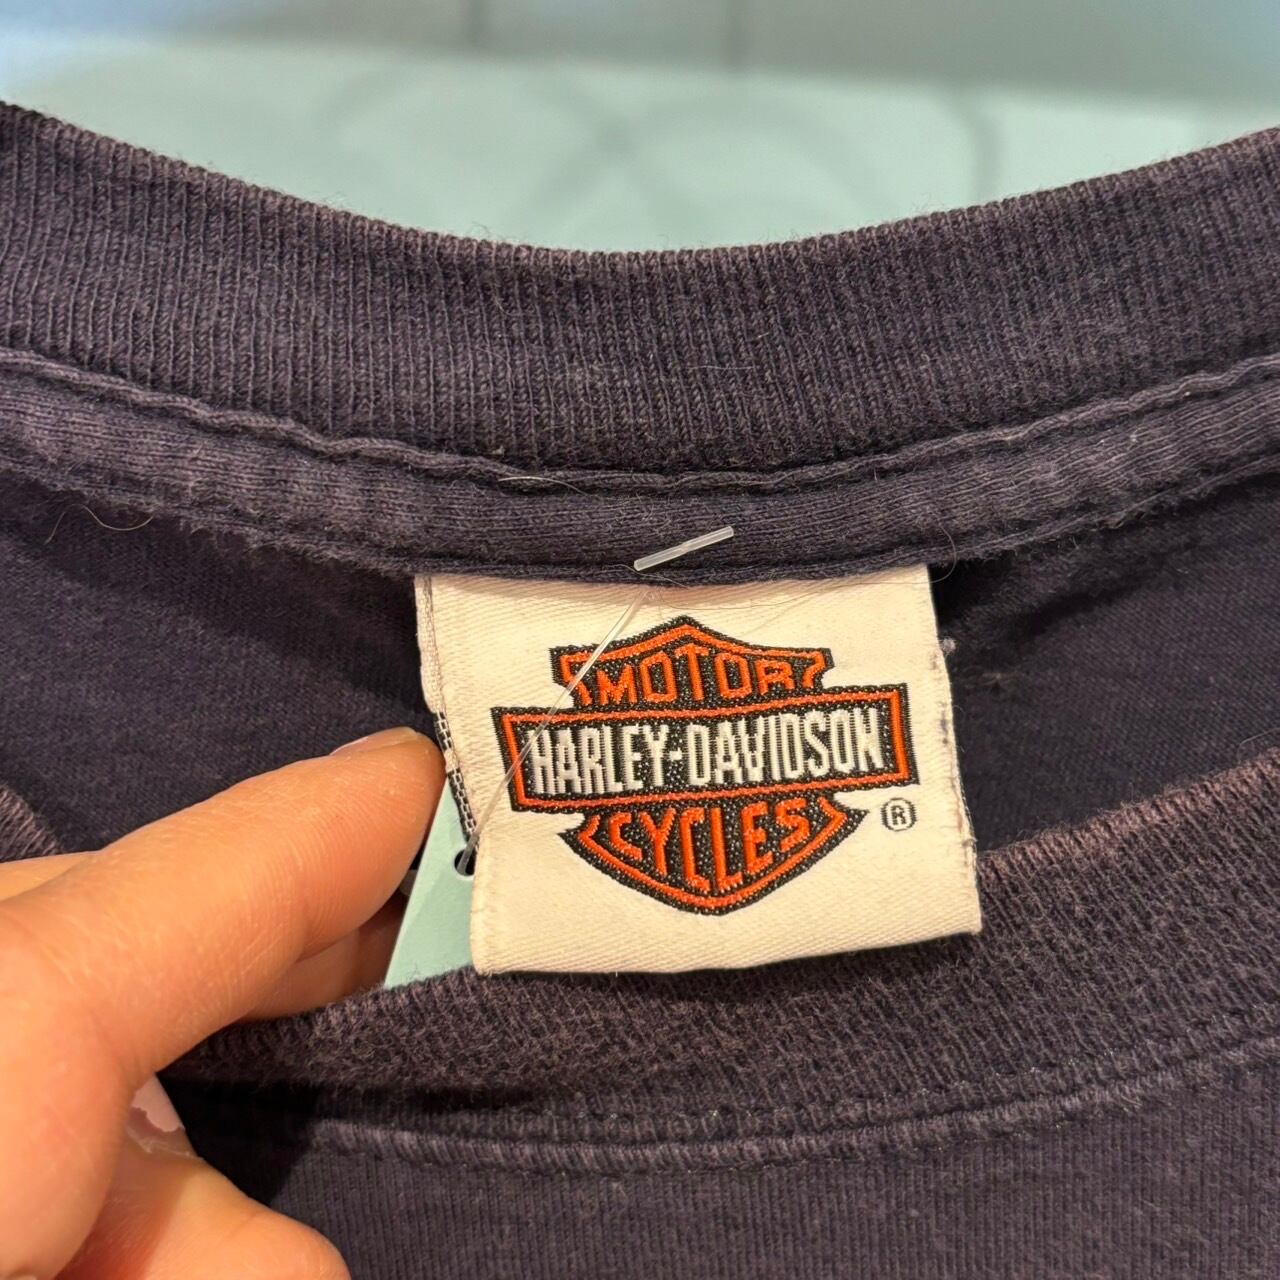 MOTOR
HARLEY-DAVIDSON
CYCLES
®